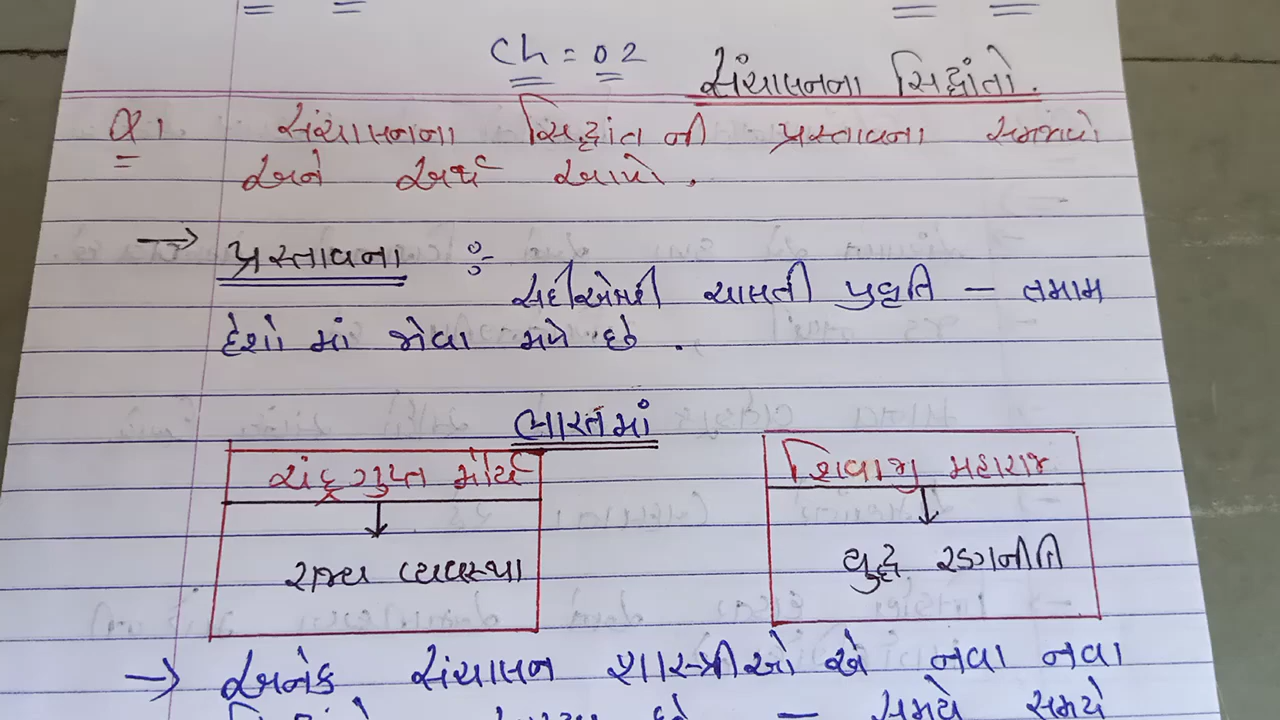 Ch = 02 સંચાલનના સિદ્ધાંતો.
Q1. સંચાલનના સિદ્ધાંત ની પ્રસ્તાવના સમજાવો
અને અર્થ આપો.
→ પ્રસ્તાવના :-
સદીઓથી ચાલતી પ્રવૃતિ - તમામ
દેશો માં જોવા મળે છે.
ભારતમાં
ચંદ્રગુપ્ત મૌર્ય
શિવાજી મહારાજ
↓
↓
રાજ્ય વ્યવસ્થા
યુદ્ધ રણનીતિ
→ અનેક સંચાલન શાસ્ત્રીઓ એ નવા નવા
છે - સમયે સમયે